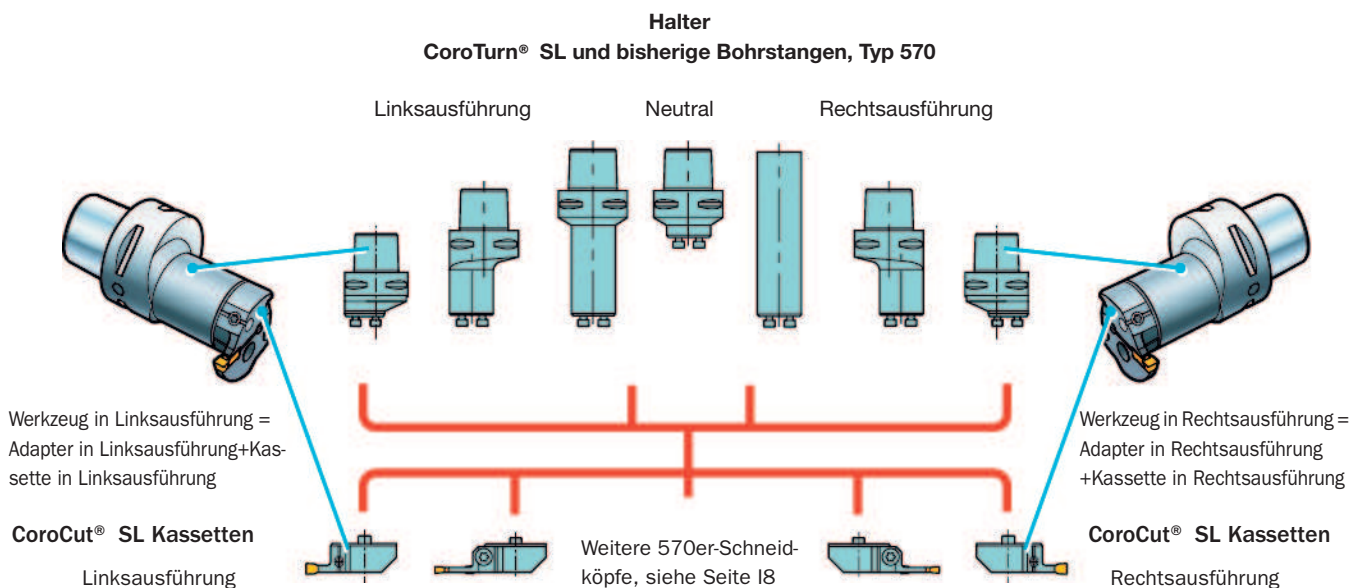 Halter
CoroTurn® SL und bisherige Bohrstangen, Typ 570
Linksausführung
Neutral
Rechtsausführung
Werkzeug in Linksausführung =
Adapter in Linksausführung+Kas-
sette in Linksausführung
Werkzeug in Rechtsausführung =
Adapter in Rechtsausführung
+Kassette in Rechtsausführung
CoroCut® SL Kassetten
Linksausführung
Weitere 570er-Schneid-
köpfe, siehe Seite I8
CoroCut® SL Kassetten
Rechtsausführung